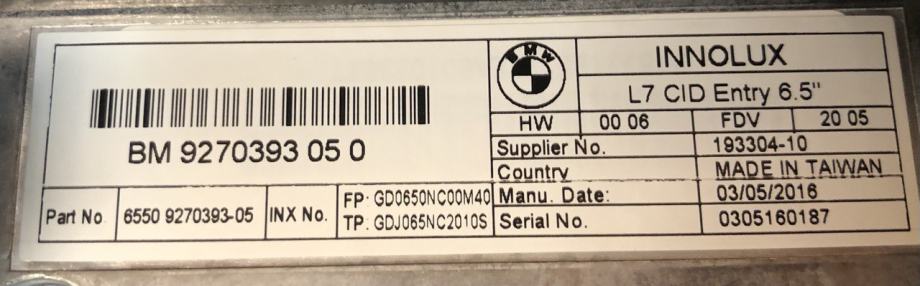 BMW
INNOLUX
L7 CID Entry 6.5"
HW 00 06 FDV 20 05
BM 9270393 05 0
Supplier No. 193304-10
Country MADE IN TAIWAN
Manu. Date: 03/05/2016
Serial No. 0305160187
Part No. 6550 9270393-05 INX No.
FP: GD0650NC00M40
TP: GDJ065NC2010S